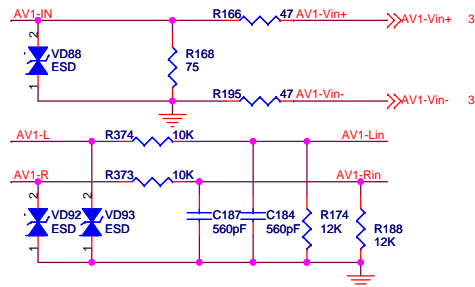 AV1-IN R166 47 AV1-Vin+ AV1-Vin+ 3
2
VD88
ESD
1
R168
75
R195 47 AV1-Vin- AV1-Vin- 3
AV1-L R374 10K AV1-Lin
AV1-R R373 10K AV1-Rin
2 2
VD92
ESD
VD93
ESD
1 1
C187
560pF
C184
560pF
R174
12K
R188
12K